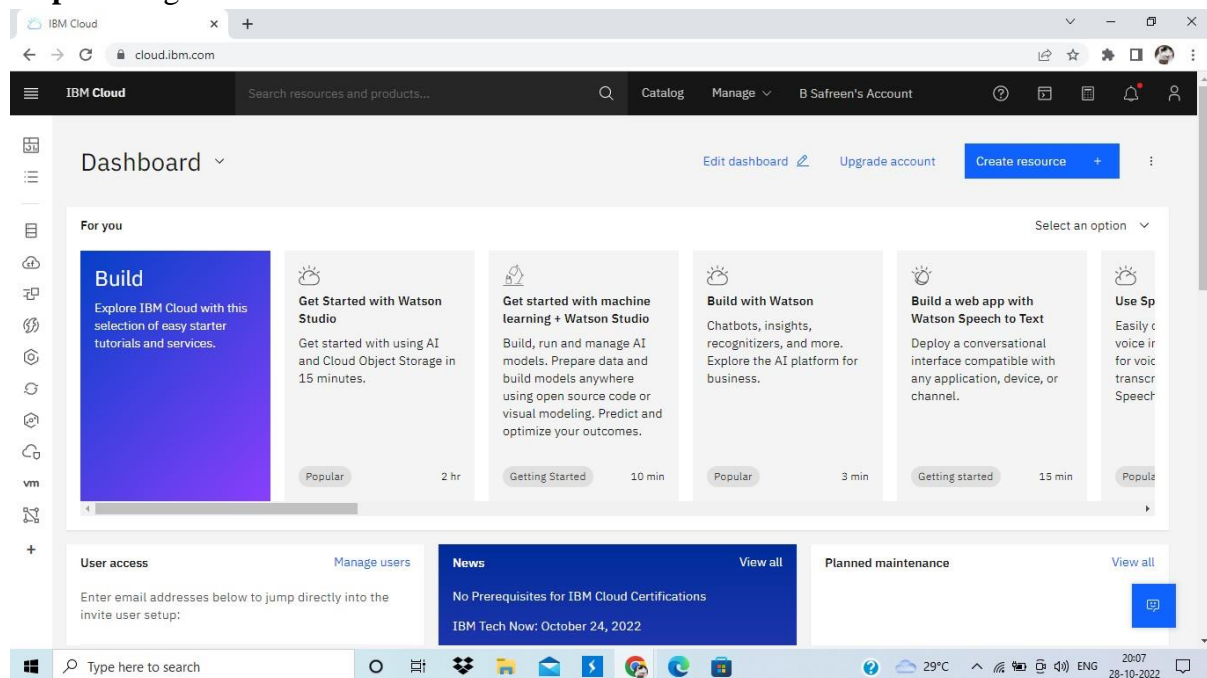 IBM Cloud
cloud.ibm.com
IBM Cloud
Search resources and products...
Catalog
Manage
B Safreen's Account
Dashboard
Edit dashboard
Upgrade account
Create resource +
For you
Select an option
Build
Explore IBM Cloud with this
selection of easy starter
tutorials and services.
Get Started with Watson
Studio
Get started with using AI
and Cloud Object Storage in
15 minutes.
Popular
2 hr
Get started with machine
learning + Watson Studio
Build, run and manage AI
models. Prepare data and
build models anywhere
using open source code or
visual modeling. Predict and
optimize your outcomes.
Getting Started
10 min
Build with Watson
Chatbots, insights,
recognitizers, and more.
Explore the AI platform for
business.
Popular
3 min
Build a web app with
Watson Speech to Text
Deploy a conversational
interface compatible with
any application, device, or
channel.
Getting started
15 min
Use Sp
Easily
voice
for
Speech
vm
User access
Manage users
Enter email addresses below to jump directly into the
invite user setup:
News
View all
No Prerequisites for IBM Cloud Certifications
IBM Tech Now: October 24, 2022
Planned maintenance
View all
Type here to search
29°C
ENG
20:07
28-10-2022